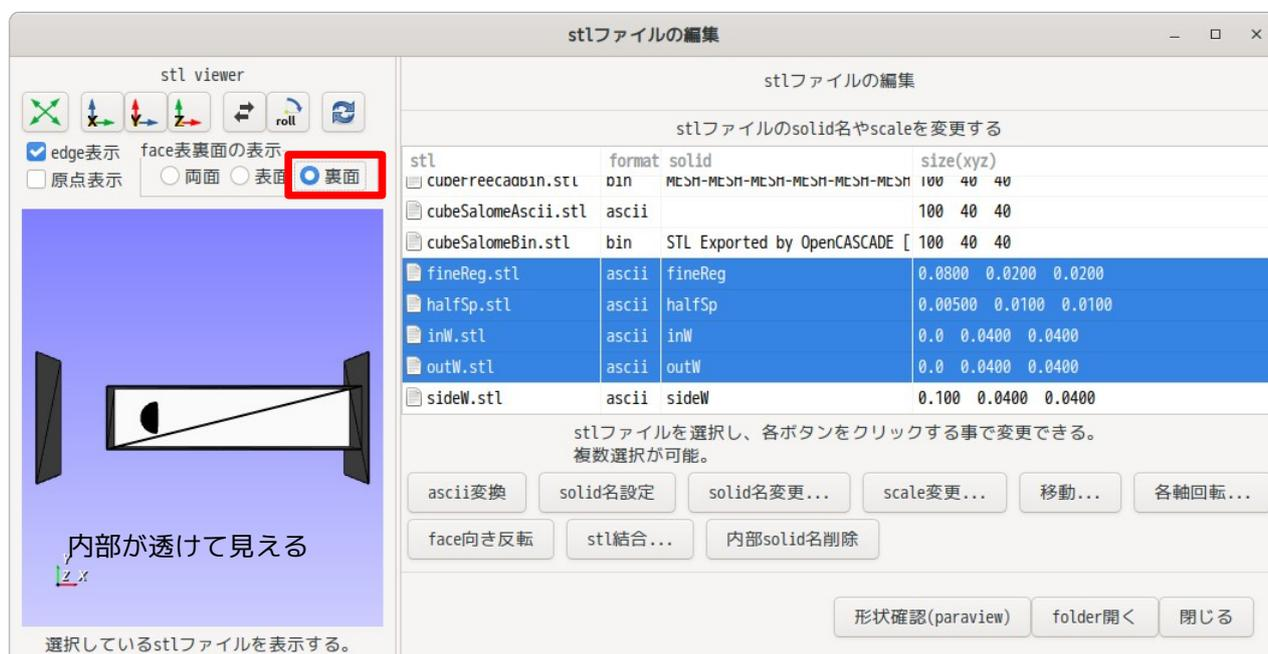 stlファイルの編集
stl viewer
X Y Z roll
edge表示 face表裏面の表示
原点表示 両面 表面 裏面
内部が透けて見える
Y
Z X
選択しているstlファイルを表示する。
stlファイルの編集
stlファイルのsolid名やscaleを変更する
stl format solid size(xyz)
cubeFreecadBin.stl bin MESH-MESH-MESH-MESH-MESH-MESH 100 40 40
cubeSalomeAscii.stl ascii 100 40 40
cubeSalomeBin.stl bin STL Exported by OpenCASCADE [ 100 40 40
fineReg.stl ascii fineReg 0.0800 0.0200 0.0200
halfSp.stl ascii halfSp 0.00500 0.0100 0.0100
inW.stl ascii inW 0.0 0.0400 0.0400
outW.stl ascii outW 0.0 0.0400 0.0400
sideW.stl ascii sideW 0.100 0.0400 0.0400
stlファイルを選択し、各ボタンをクリックする事で変更できる。
複数選択が可能。
ascii変換 solid名設定 solid名変更... scale変更... 移動... 各軸回転...
face向き反転 stl結合... 内部solid名削除
形状確認(paraview) folder開く 閉じる